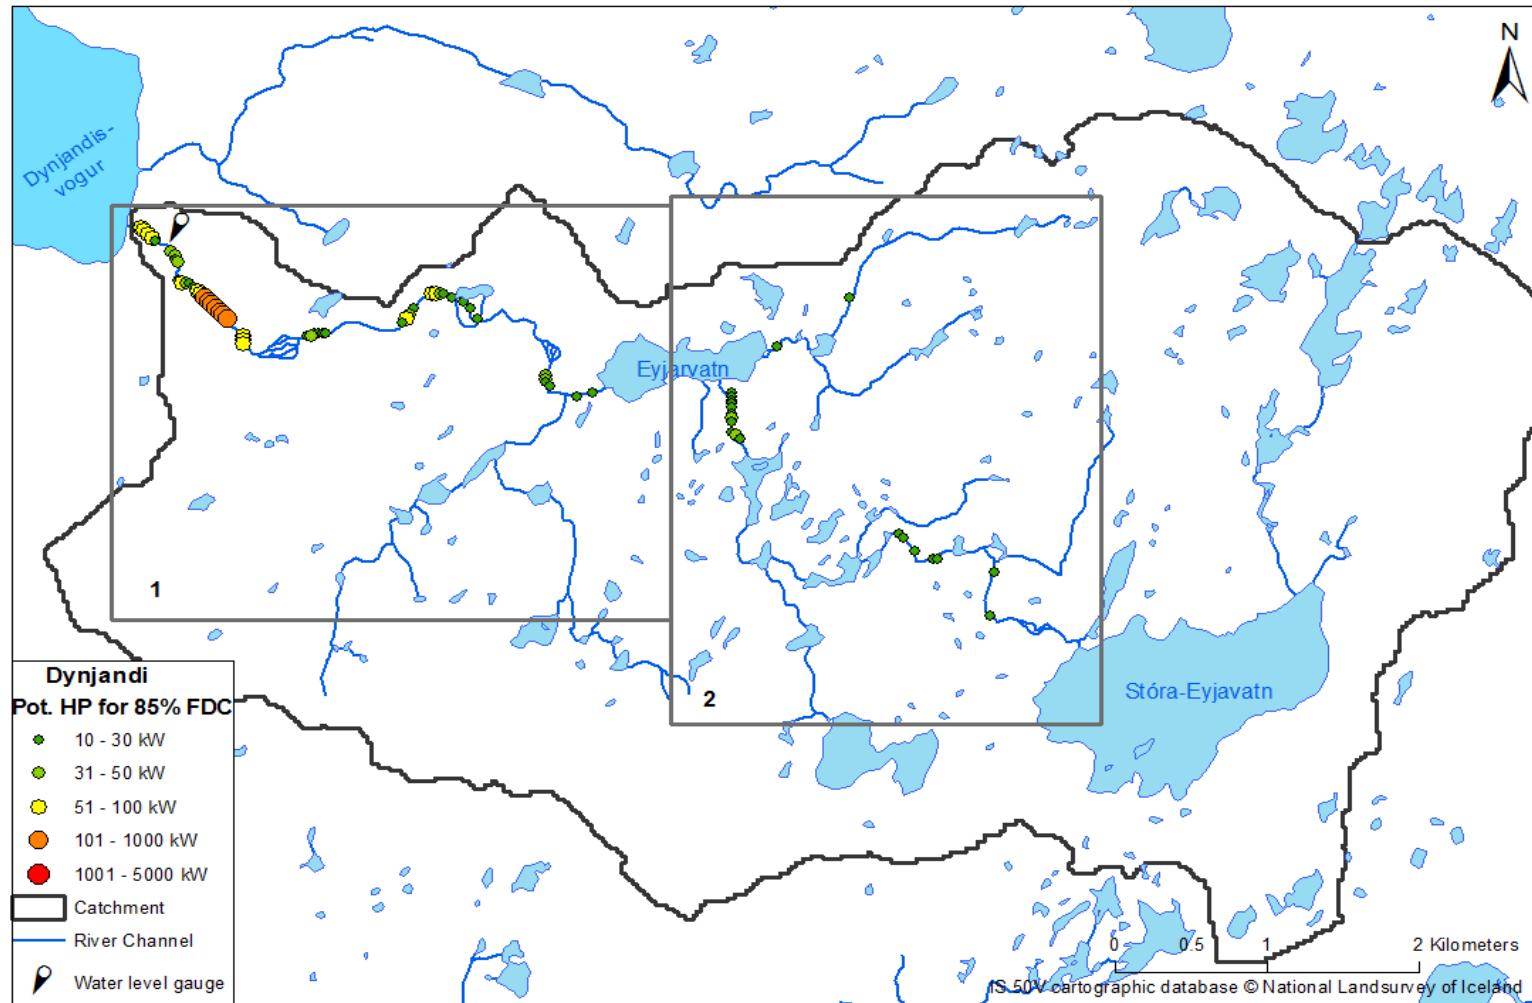 N
Dynjandis-
vogur
Eyjarvatn
1
2
Stóra-Eyjavatn
Dynjandi
Pot. HP for 85% FDC
10 - 30 kW
31 - 50 kW
51 - 100 kW
101 - 1000 kW
1001 - 5000 kW
Catchment
River Channel
Water level gauge
0 0.5 1 2 Kilometers
IS 50V cartographic database © National Landsurvey of Iceland